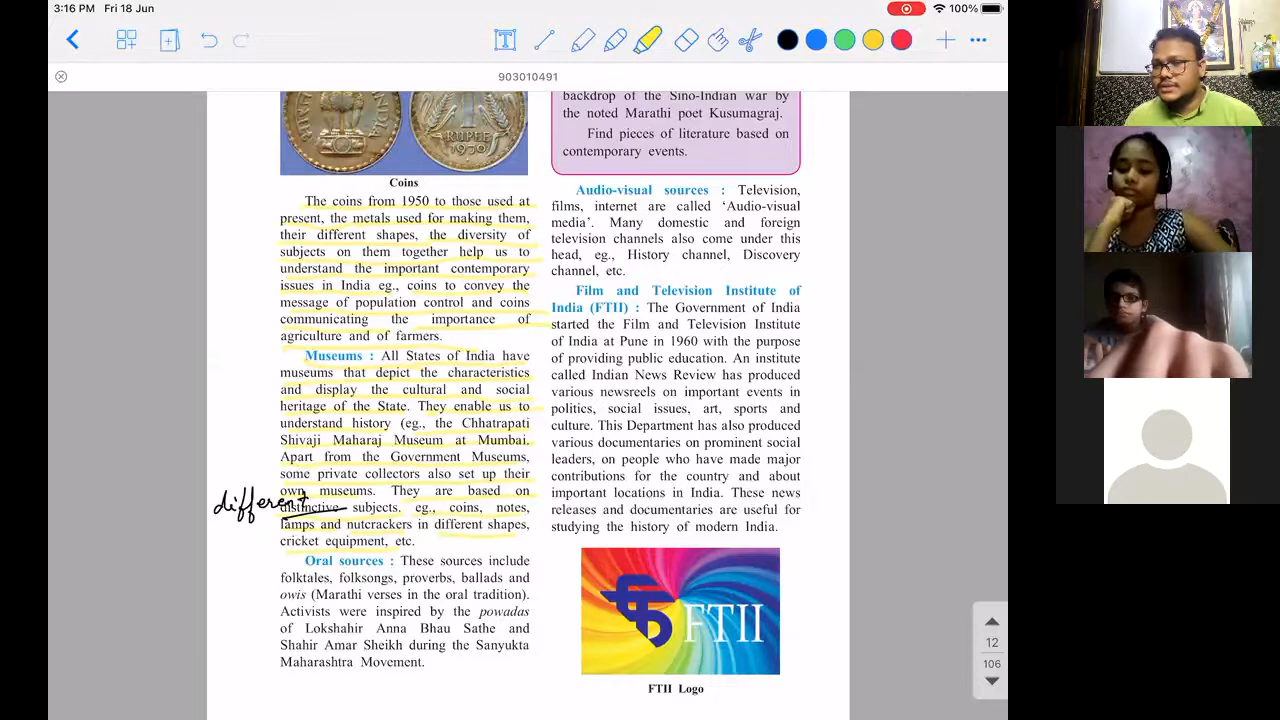 3:16 PM Fri 18 Jun
100%
903010491
RUPEE
1970
Coins
The coins from 1950 to those used at
present, the metals used for making them,
their different shapes, the diversity of
subjects on them together help us to
understand the important contemporary
issues in India eg., coins to convey the
message of population control and coins
communicating the importance of
agriculture and of farmers.
Museums : All States of India have
museums that depict the characteristics
and display the cultural and social
heritage of the State. They enable us to
understand history (eg., the Chhatrapati
Shivaji Maharaj Museum at Mumbai.
Apart from the Government Museums,
some private collectors also set up their
own museums. They are based on
different
distinctive subjects. eg., coins, notes,
lamps and nutcrackers in different shapes,
cricket equipment, etc.
Oral sources : These sources include
folktales, folksongs, proverbs, ballads and
owis (Marathi verses in the oral tradition).
Activists were inspired by the powadas
of Lokshahir Anna Bhau Sathe and
Shahir Amar Sheikh during the Sanyukta
Maharashtra Movement.
backdrop of the Sino-Indian war by
the noted Marathi poet Kusumagraj.
Find pieces of literature based on
contemporary events.
Audio-visual sources : Television,
films, internet are called ‘Audio-visual
media’. Many domestic and foreign
television channels also come under this
head, eg., History channel, Discovery
channel, etc.
Film and Television Institute of
India (FTII) : The Government of India
started the Film and Television Institute
of India at Pune in 1960 with the purpose
of providing public education. An institute
called Indian News Review has produced
various newsreels on important events in
politics, social issues, art, sports and
culture. This Department has also produced
various documentaries on prominent social
leaders, on people who have made major
contributions for the country and about
important locations in India. These news
releases and documentaries are useful for
studying the history of modern India.
FTII
FTII Logo
12
106